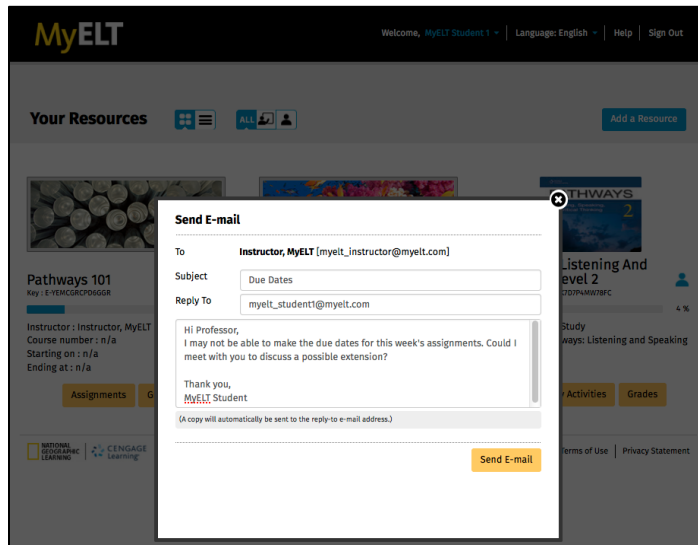 MyELT
Welcome, MyELT Student 1 | Language: English | Help | Sign Out
Your Resources
ALL
Add a Resource
Pathways 101
Key : E-YEMCGRCPD6GGR
Instructor : Instructor, MyELT
Course number : n/a
Starting on : n/a
Ending at : n/a
Assignments G
Send E-mail
To Instructor, MyELT [myelt_instructor@myelt.com]
Subject Due Dates
Reply To myelt_student1@myelt.com
Hi Professor,
I may not be able to make the due dates for this week's assignments. Could I
meet with you to discuss a possible extension?
Thank you,
MyELT Student
(A copy will automatically be sent to the reply-to e-mail address.)
Send E-mail
THWAYS
2
Listening And
evel 2
4 %
Study
ways: Listening and Speaking
Activities Grades
NATIONAL
GEOGRAPHIC
LEARNING
CENGAGE
Learning
Terms of Use | Privacy Statement